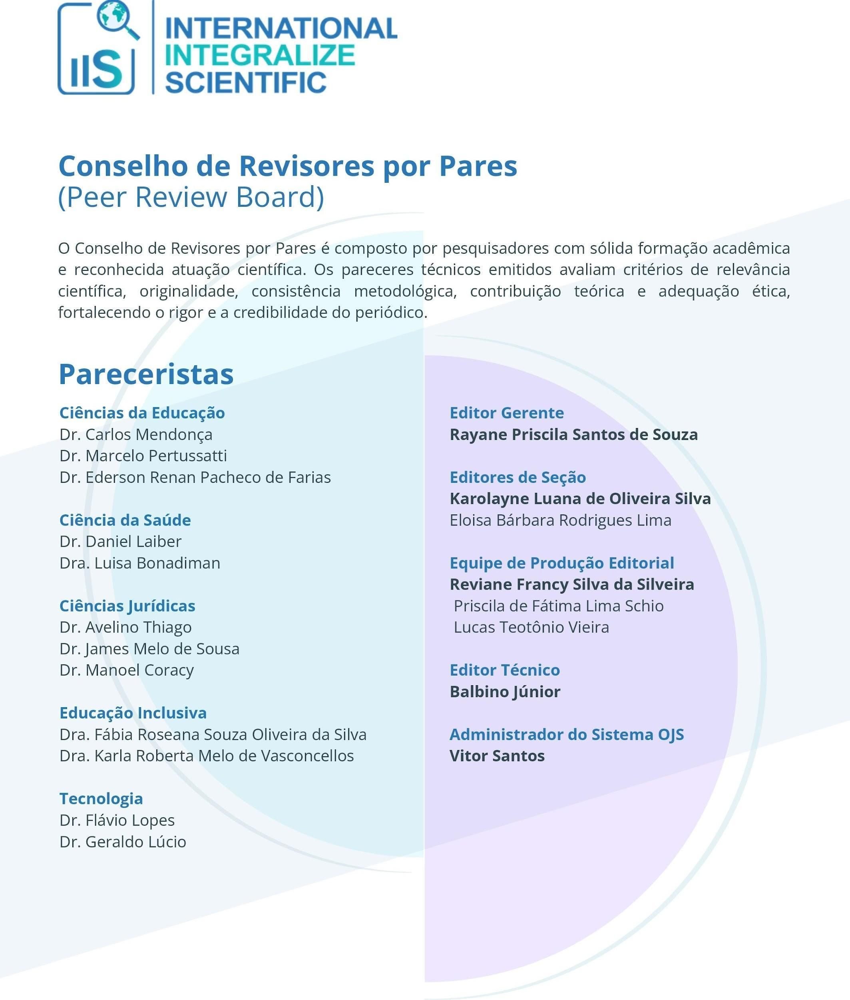 IIS
INTERNATIONAL
INTEGRALIZE
SCIENTIFIC
Conselho de Revisores por Pares
(Peer Review Board)
O Conselho de Revisores por Pares é composto por pesquisadores com sólida formação acadêmica
e reconhecida atuação científica. Os pareceres técnicos emitidos avaliam critérios de relevância
científica, originalidade, consistência metodológica, contribuição teórica e adequação ética,
fortalecendo o rigor e a credibilidade do periódico.
Pareceristas
Ciências da Educação
Dr. Carlos Mendonça
Dr. Marcelo Pertussatti
Dr. Ederson Renan Pacheco de Farias
Ciência da Saúde
Dr. Daniel Laiber
Dra. Luisa Bonadiman
Ciências Jurídicas
Dr. Avelino Thiago
Dr. James Melo de Sousa
Dr. Manoel Coracy
Educação Inclusiva
Dra. Fábia Roseana Souza Oliveira da Silva
Dra. Karla Roberta Melo de Vasconcellos
Tecnologia
Dr. Flávio Lopes
Dr. Geraldo Lúcio
Editor Gerente
Rayane Priscila Santos de Souza
Editores de Seção
Karolayne Luana de Oliveira Silva
Eloisa Bárbara Rodrigues Lima
Equipe de Produção Editorial
Reviane Francy Silva da Silveira
Priscila de Fátima Lima Schio
Lucas Teotônio Vieira
Editor Técnico
Balbino Júnior
Administrador do Sistema OJS
Vitor Santos